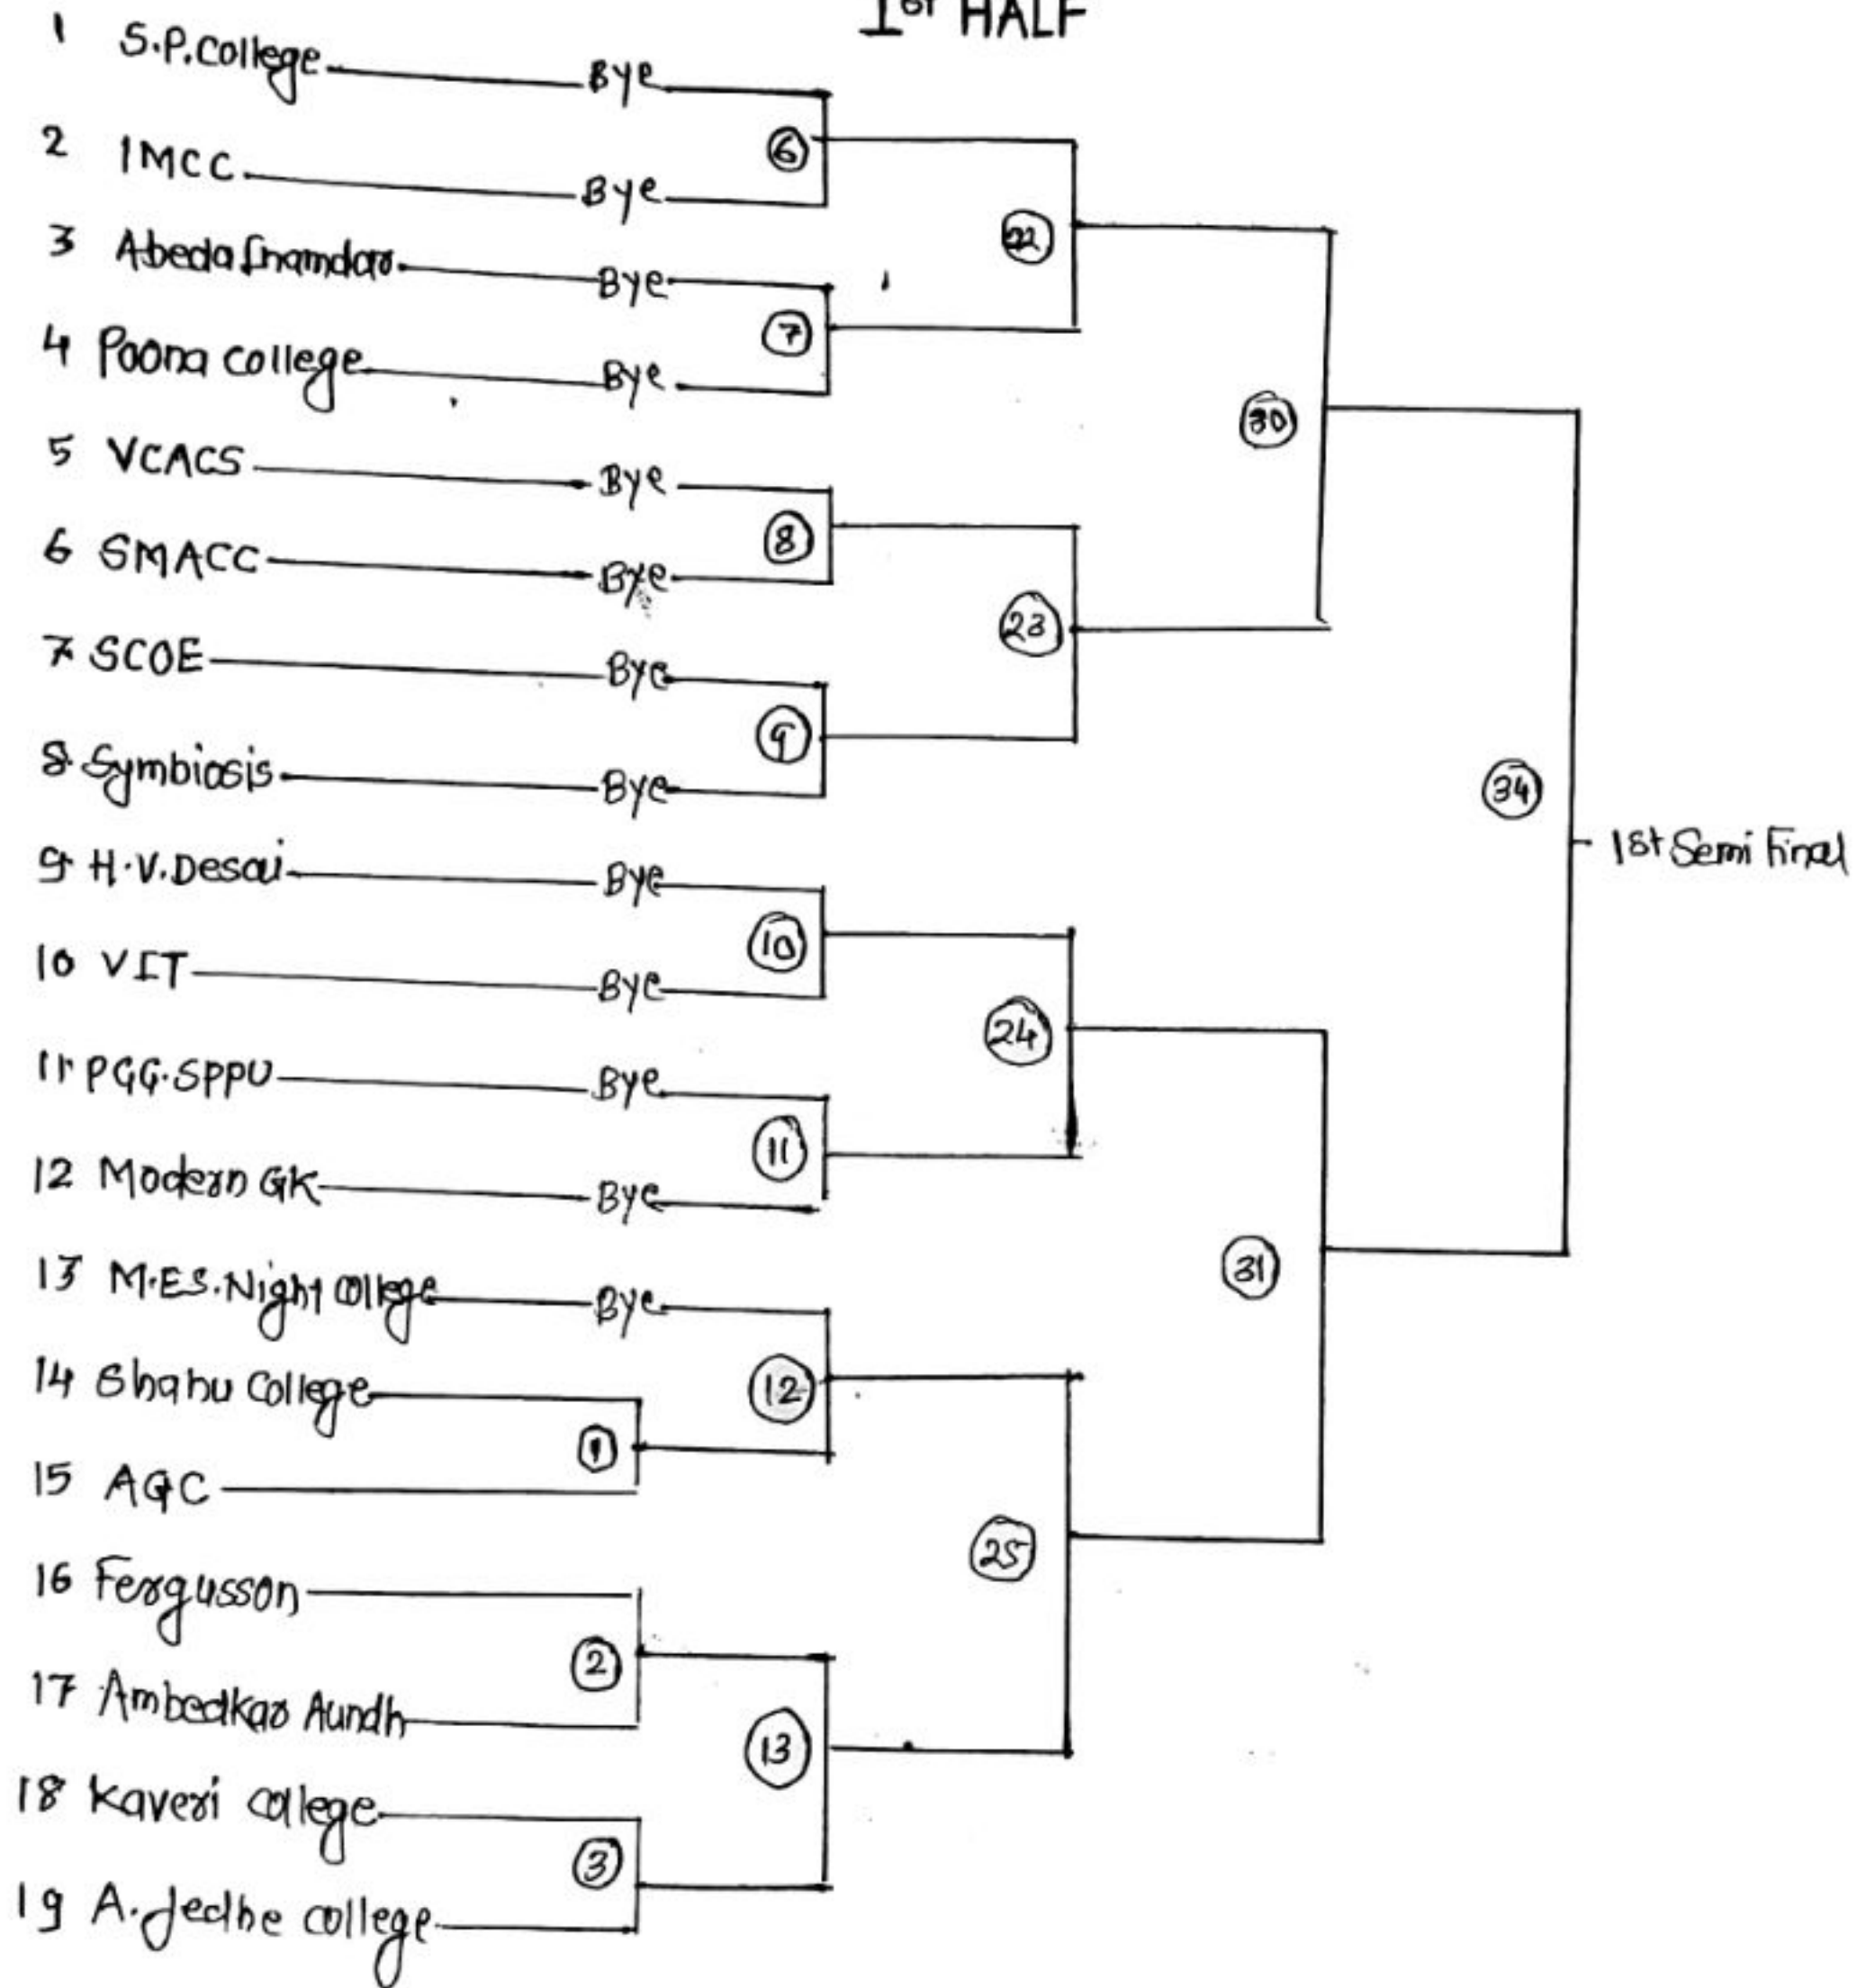 1st HALF
1 S.P. College Bye
6
2 IMCC Bye
22
3 Abeda Inamdar Bye
7
4 Poona College Bye
30
5 VCACS Bye
8
6 SMACC Bye
23
7 SCOE Bye
9
8 Symbiosis Bye
34
1st Semi Final
9 H.V. Desai Bye
10
10 VIT Bye
24
11 PGG.SPPU Bye
11
12 Modern GK Bye
31
13 M.E.S. Night College Bye
12
14 Shahu College
1
15 AGC
25
16 Fergusson
2
17 Ambedkar Aundh
13
18 Kaveri College
3
19 A. Jedhe College